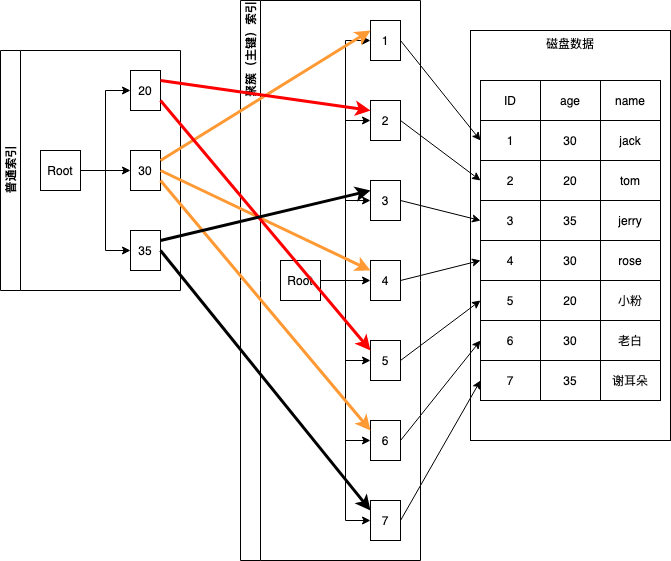 普通索引
Root
20
30
35
聚簇（主键）索引
Root
1
2
3
4
5
6
7
磁盘数据
ID age name
1 30 jack
2 20 tom
3 35 jerry
4 30 rose
5 20 小粉
6 30 老白
7 35 谢耳朵